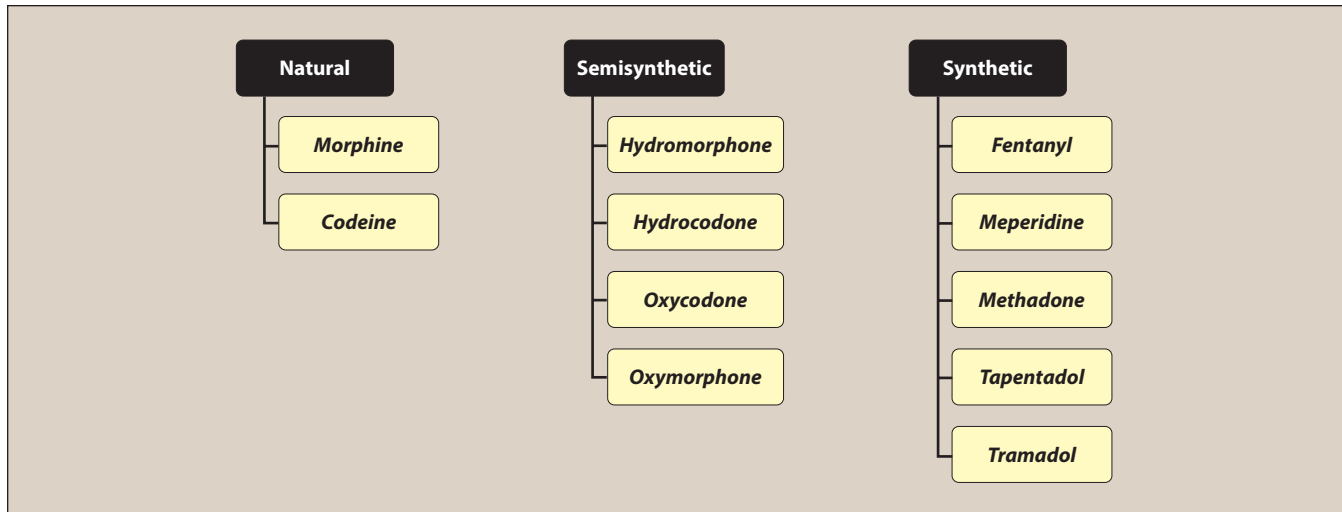 Natural
Morphine
Codeine
Semisynthetic
Hydromorphone
Hydrocodone
Oxycodone
Oxymorphone
Synthetic
Fentanyl
Meperidine
Methadone
Tapentadol
Tramadol